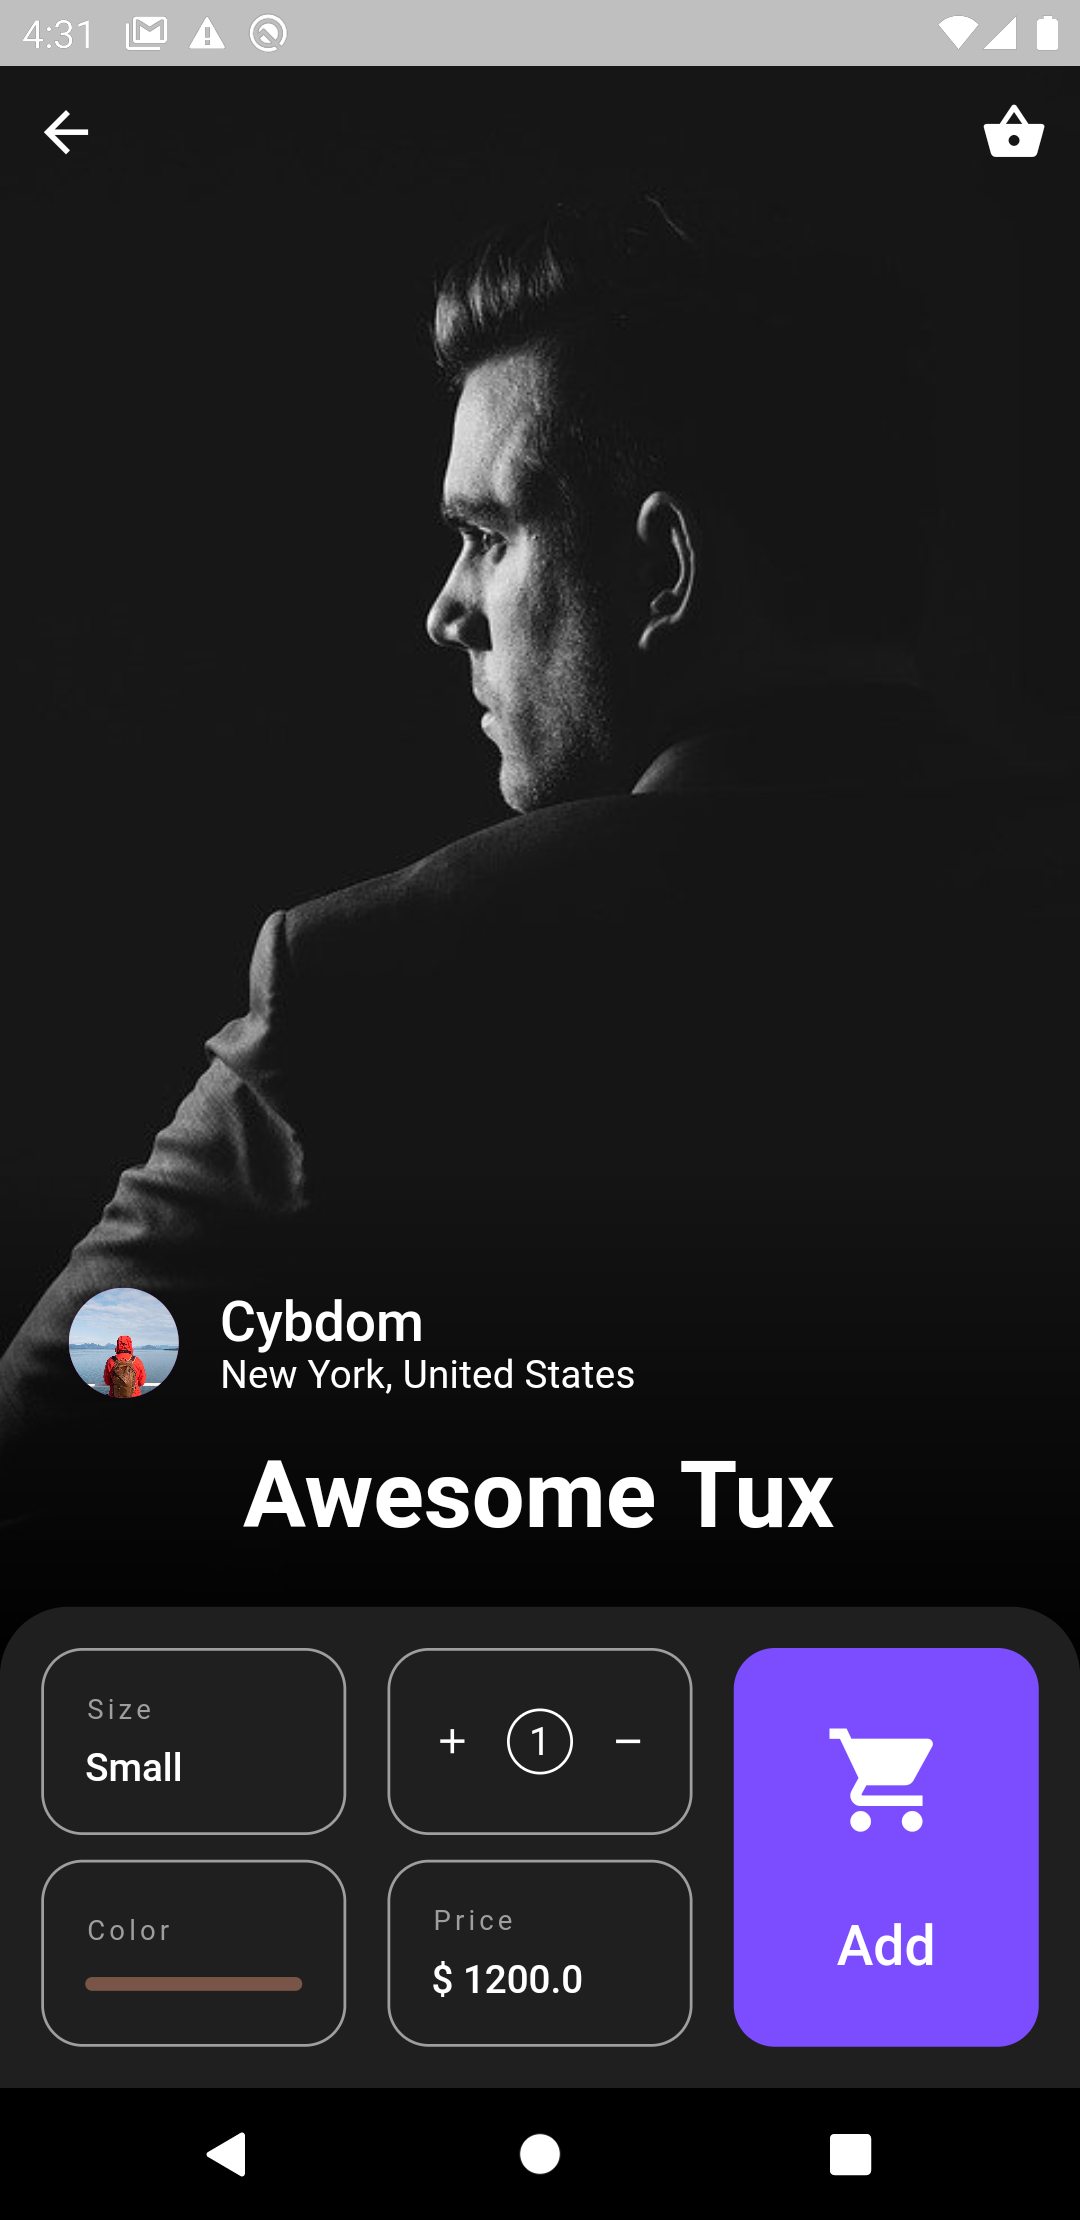 4:31
Cybdom
New York, United States
Awesome Tux
Size
Small
+ 1 −
Color
Price
$ 1200.0
Add